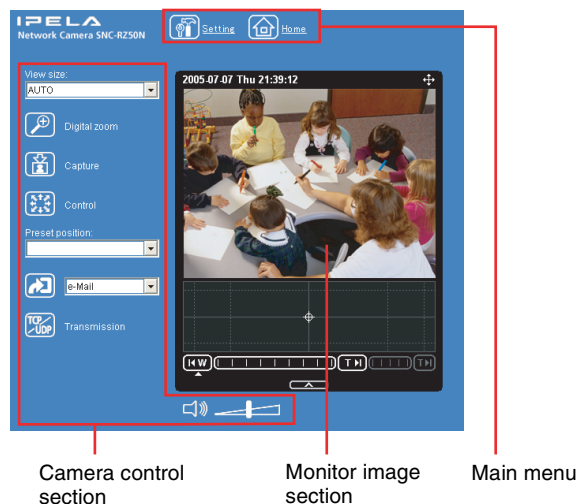 IPELA
Network Camera SNC-RZ50N
Setting
Home
View size:
AUTO
Digital zoom
Capture
Control
Preset position:
e-Mail
TCP/UDP
Transmission
2005-07-07 Thu 21:39:12
W
T
T
Camera control section
Monitor image section
Main menu